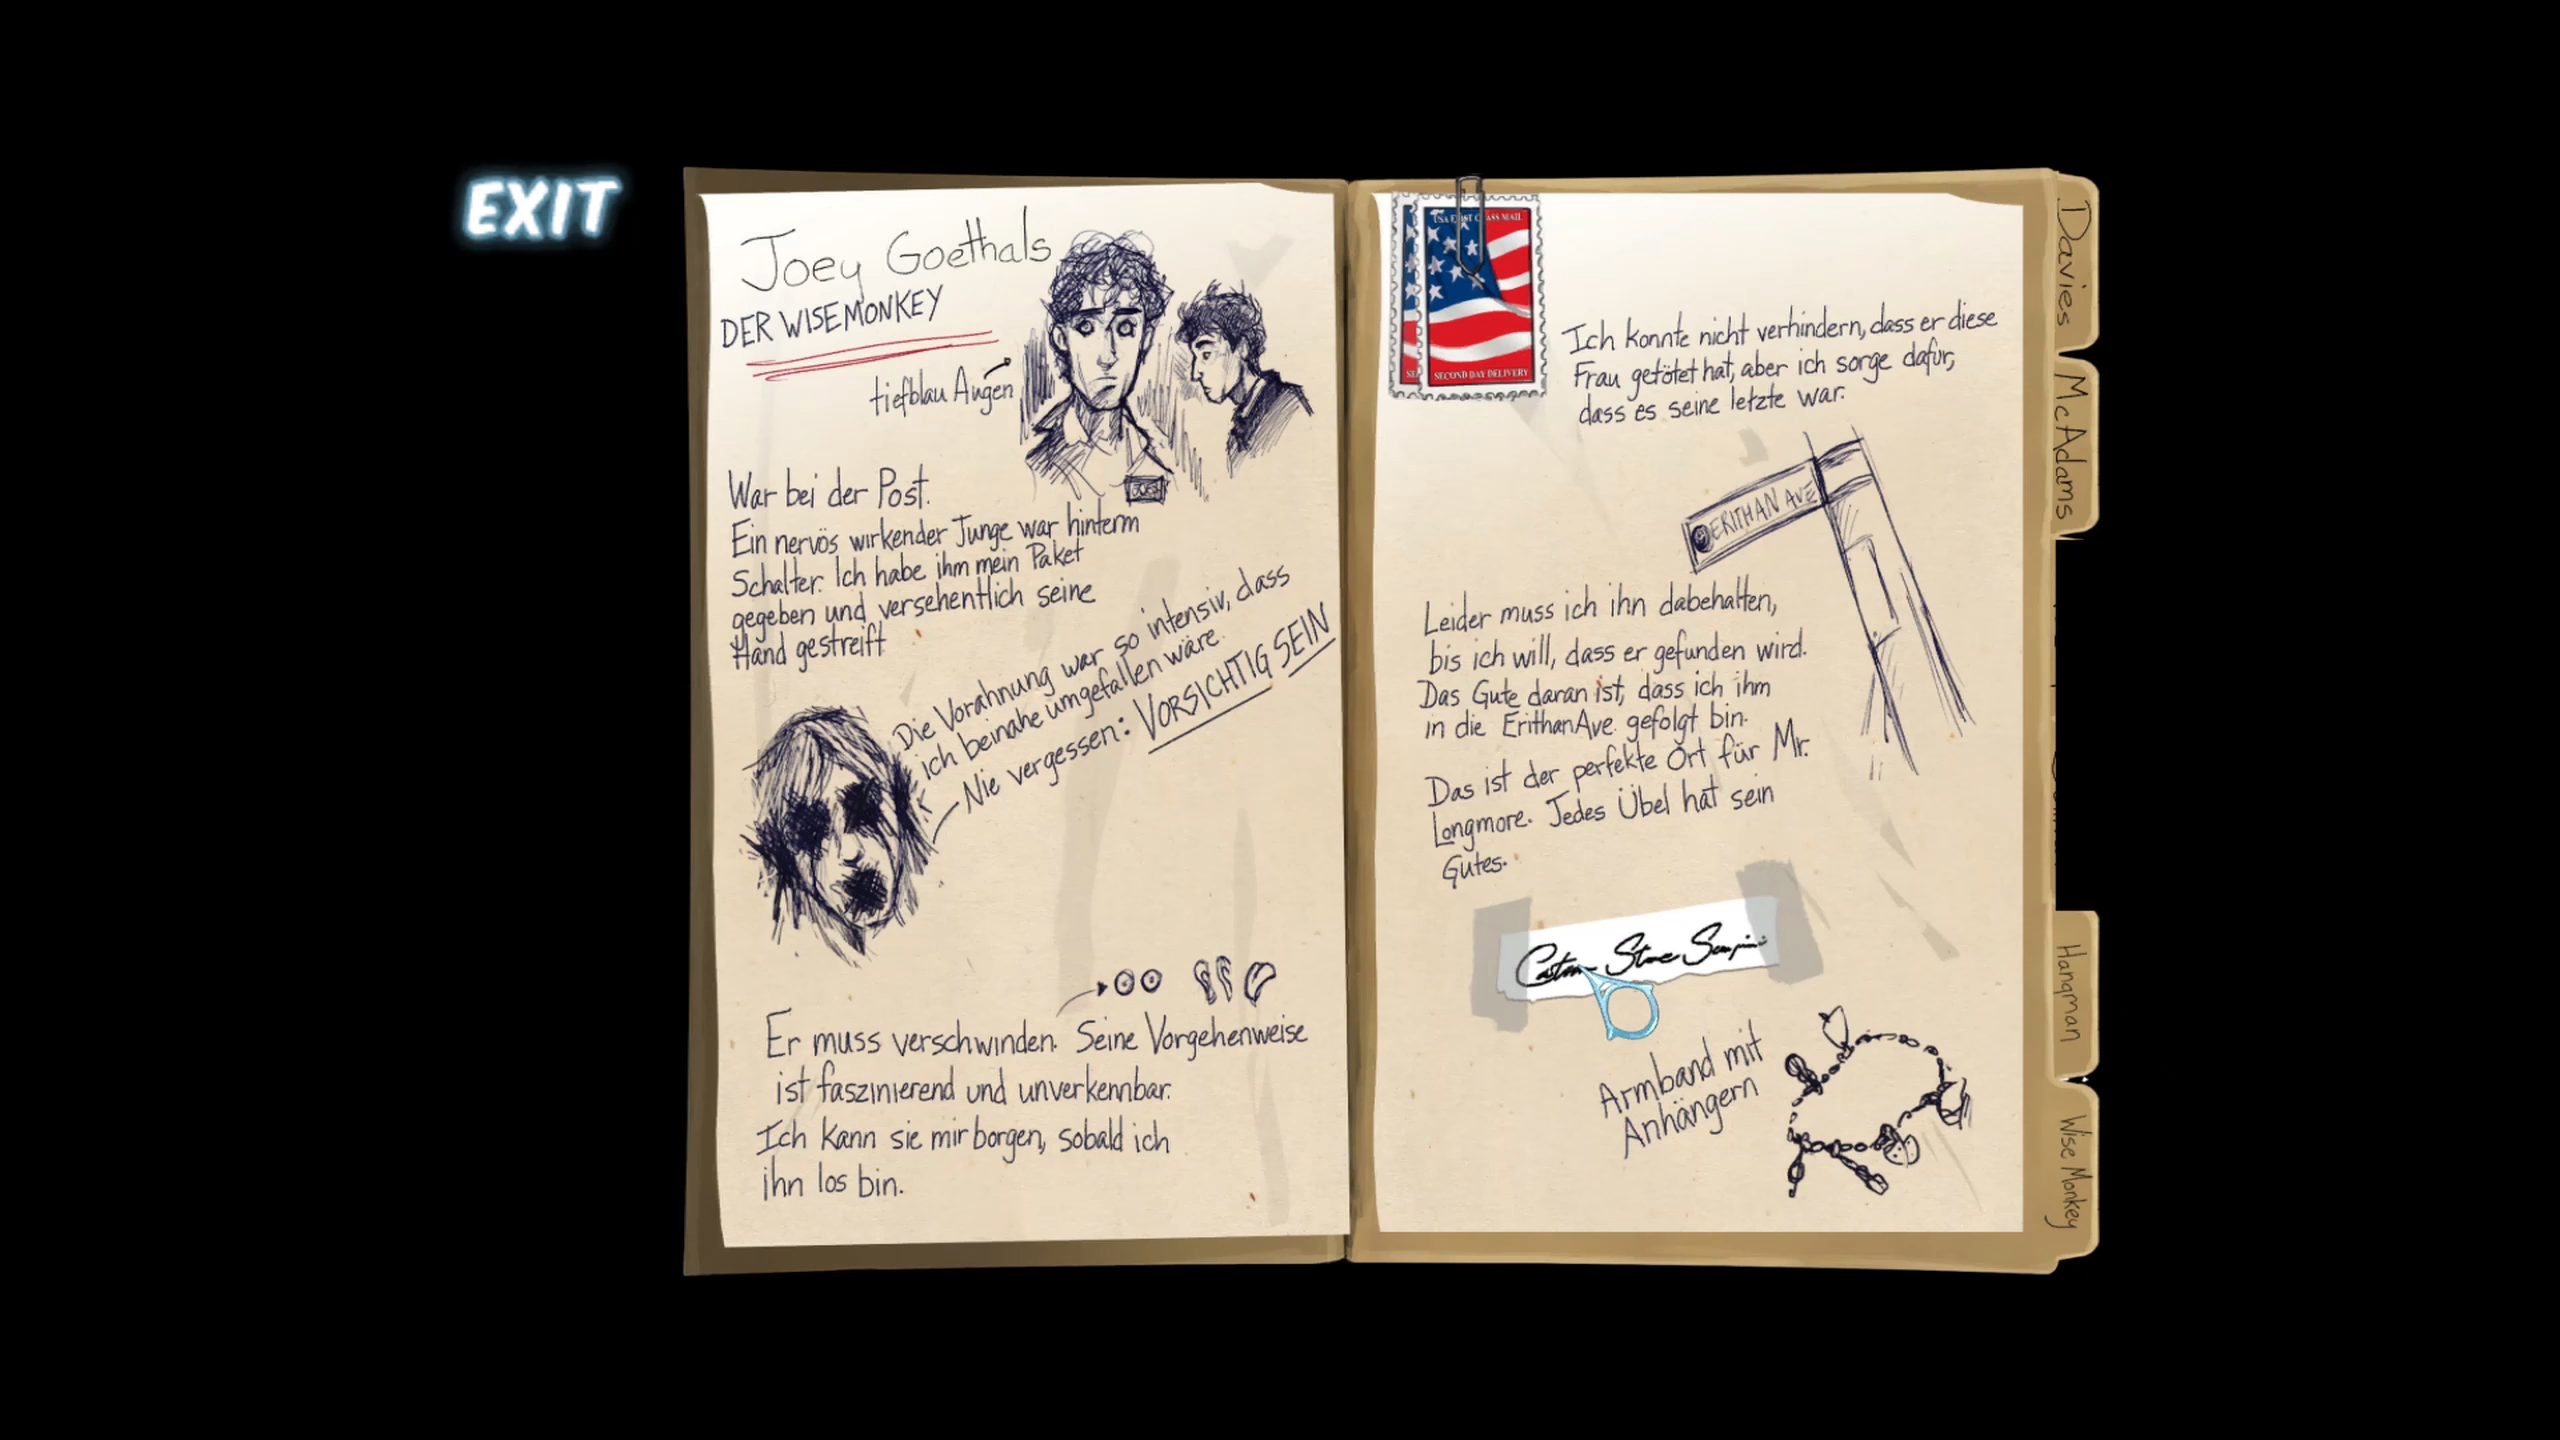 EXIT
Joey Goethals
DER WISEMONKEY
tiefblau Augen
POST
War bei der Post.
Ein nervös wirkender Junge war hinterm
Schalter. Ich habe ihm mein Paket
gegeben und versehentlich seine
Hand gestreift
Die Vorahnung war so intensiv, dass
ich beinahe umgefallen wäre.
Nie vergessen: VORSICHTIG SEIN
Er muss verschwinden. Seine Vorgehenweise
ist faszinierend und unverkennbar.
Ich kann sie mir borgen, sobald ich
ihn los bin.
SECOND DAY DELIVERY
Ich konnte nicht verhindern, dass er diese
Frau getötet hat, aber ich sorge dafür,
dass es seine letzte war.
ERITHAN AVE
Leider muss ich ihn dabehalten,
bis ich will, dass er gefunden wird.
Das Gute daran ist, dass ich ihm
in die ErithanAve. gefolgt bin.
Das ist der perfekte Ort für Mr.
Longmore. Jedes Übel hat sein
Gutes.
Armband mit
Anhängern
Davies
McAdams
Hangman
Wise Monkey